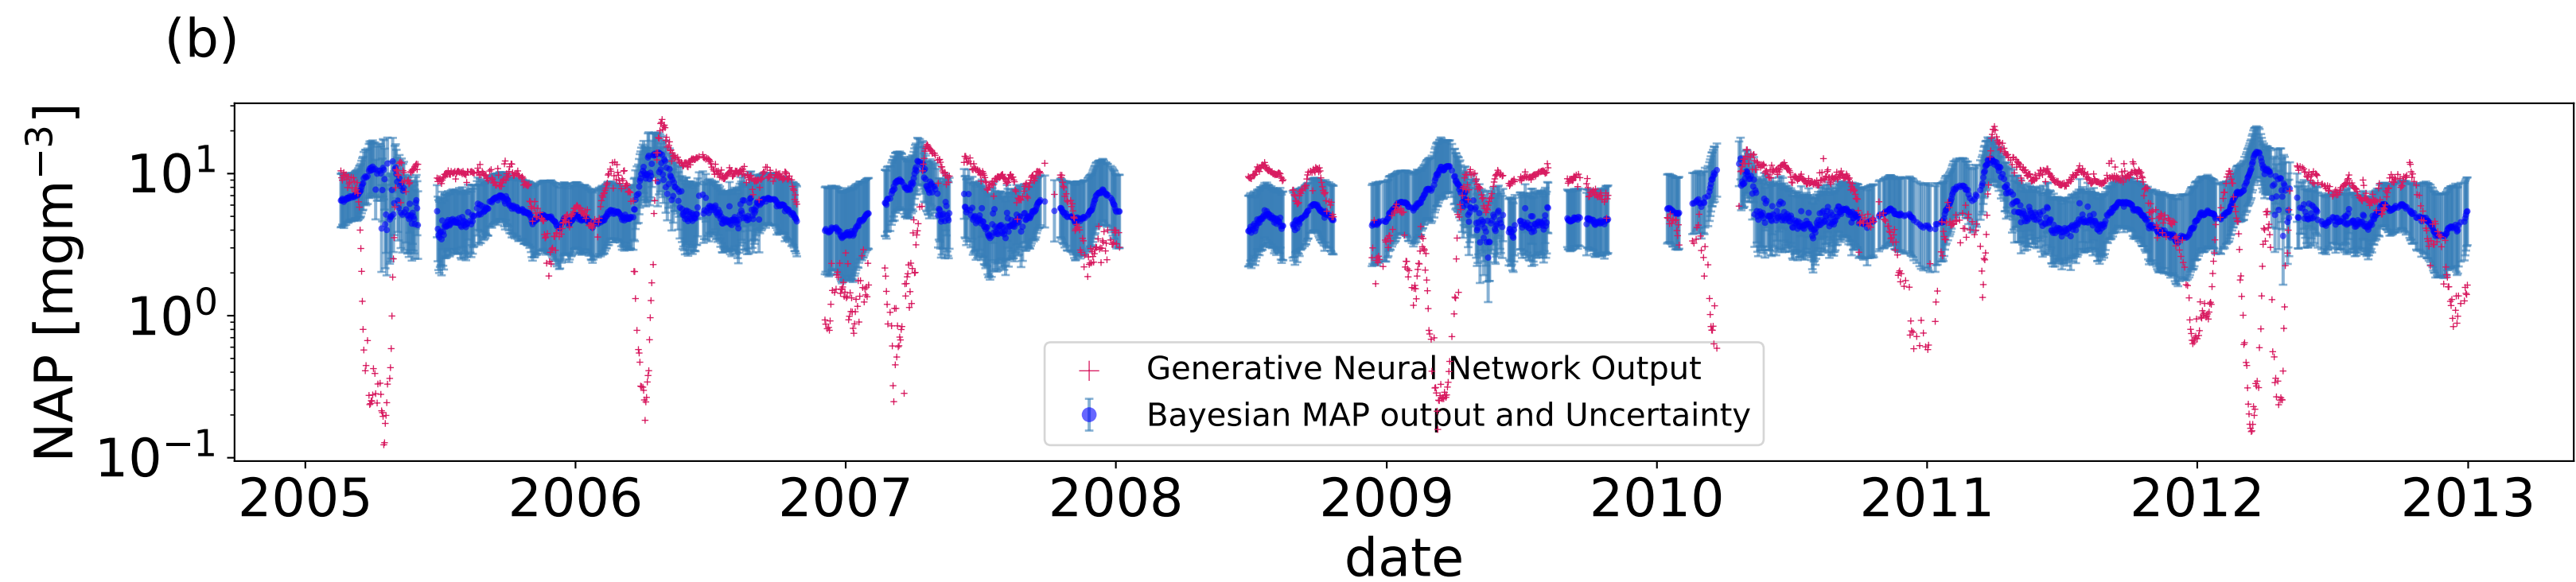 (b)
NAP [mgm⁻³]
10¹
10⁰
10⁻¹
Generative Neural Network Output
Bayesian MAP output and Uncertainty
2005 2006 2007 2008 2009 2010 2011 2012 2013
date